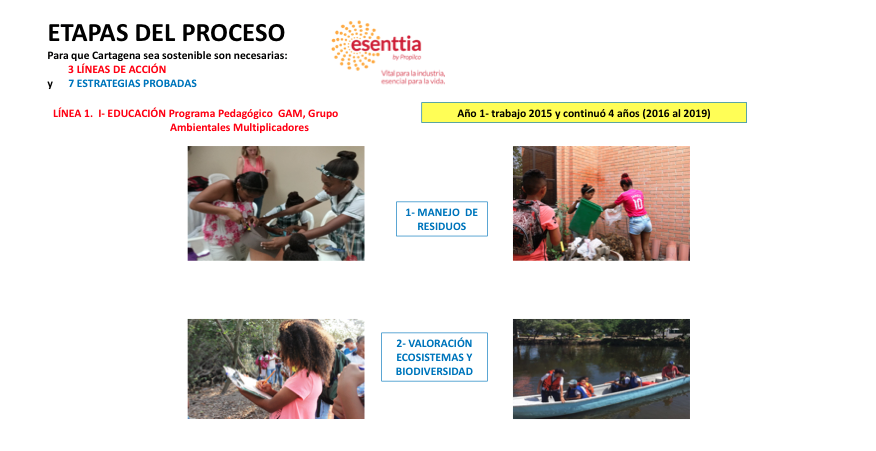 ETAPAS DEL PROCESO
Para que Cartagena sea sostenible son necesarias:
3 LÍNEAS DE ACCIÓN
y 7 ESTRATEGIAS PROBADAS
esenttia
by Propilco
Vital para la industria,
esencial para la vida.
LÍNEA 1. I- EDUCACIÓN Programa Pedagógico GAM, Grupo
Ambientales Multiplicadores
Año 1- trabajo 2015 y continuó 4 años (2016 al 2019)
1- MANEJO DE
RESIDUOS
10
2- VALORACIÓN
ECOSISTEMAS Y
BIODIVERSIDAD